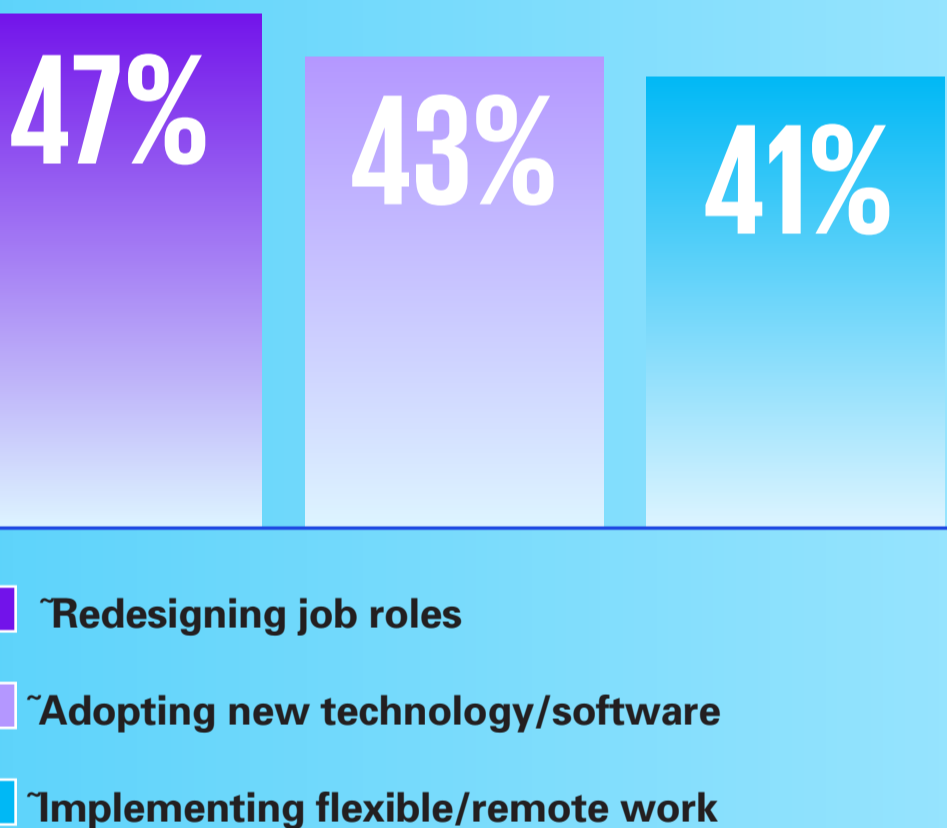 47%
43%
41%
˜Redesigning job roles
˜Adopting new technology/software
˜Implementing flexible/remote work